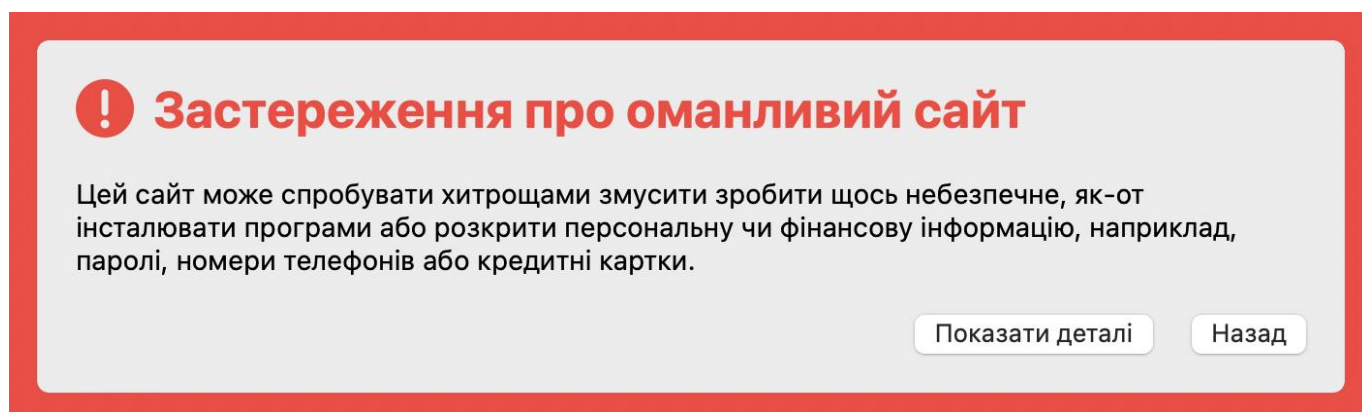 Застереження про оманливий сайт
Цей сайт може спробувати хитрощами змусити зробити щось небезпечне, як-от
інсталювати програми або розкрити персональну чи фінансову інформацію, наприклад,
паролі, номери телефонів або кредитні картки.
Показати деталі Назад